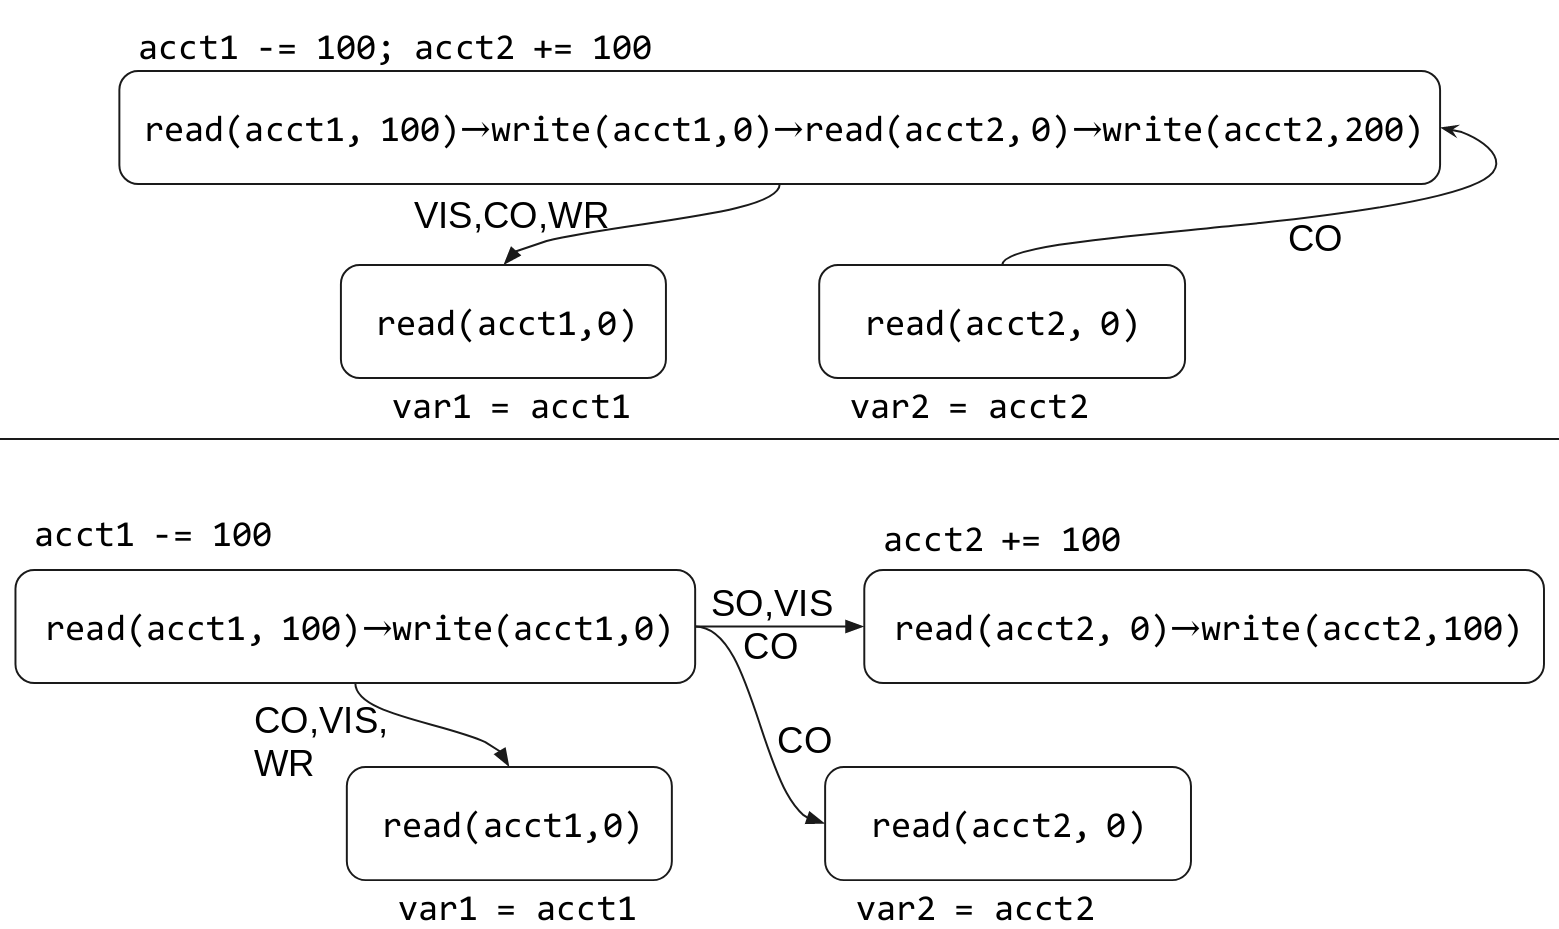 acct1 -= 100; acct2 += 100
read(acct1, 100)→write(acct1,0)→read(acct2,0)→write(acct2,200)
VIS,CO,WR
CO
read(acct1,0)
read(acct2, 0)
var1 = acct1
var2 = acct2
acct1 -= 100
acct2 += 100
read(acct1, 100)→write(acct1,0)
SO,VIS
CO
read(acct2, 0)→write(acct2,100)
CO,VIS,
WR
CO
read(acct1,0)
read(acct2, 0)
var1 = acct1
var2 = acct2